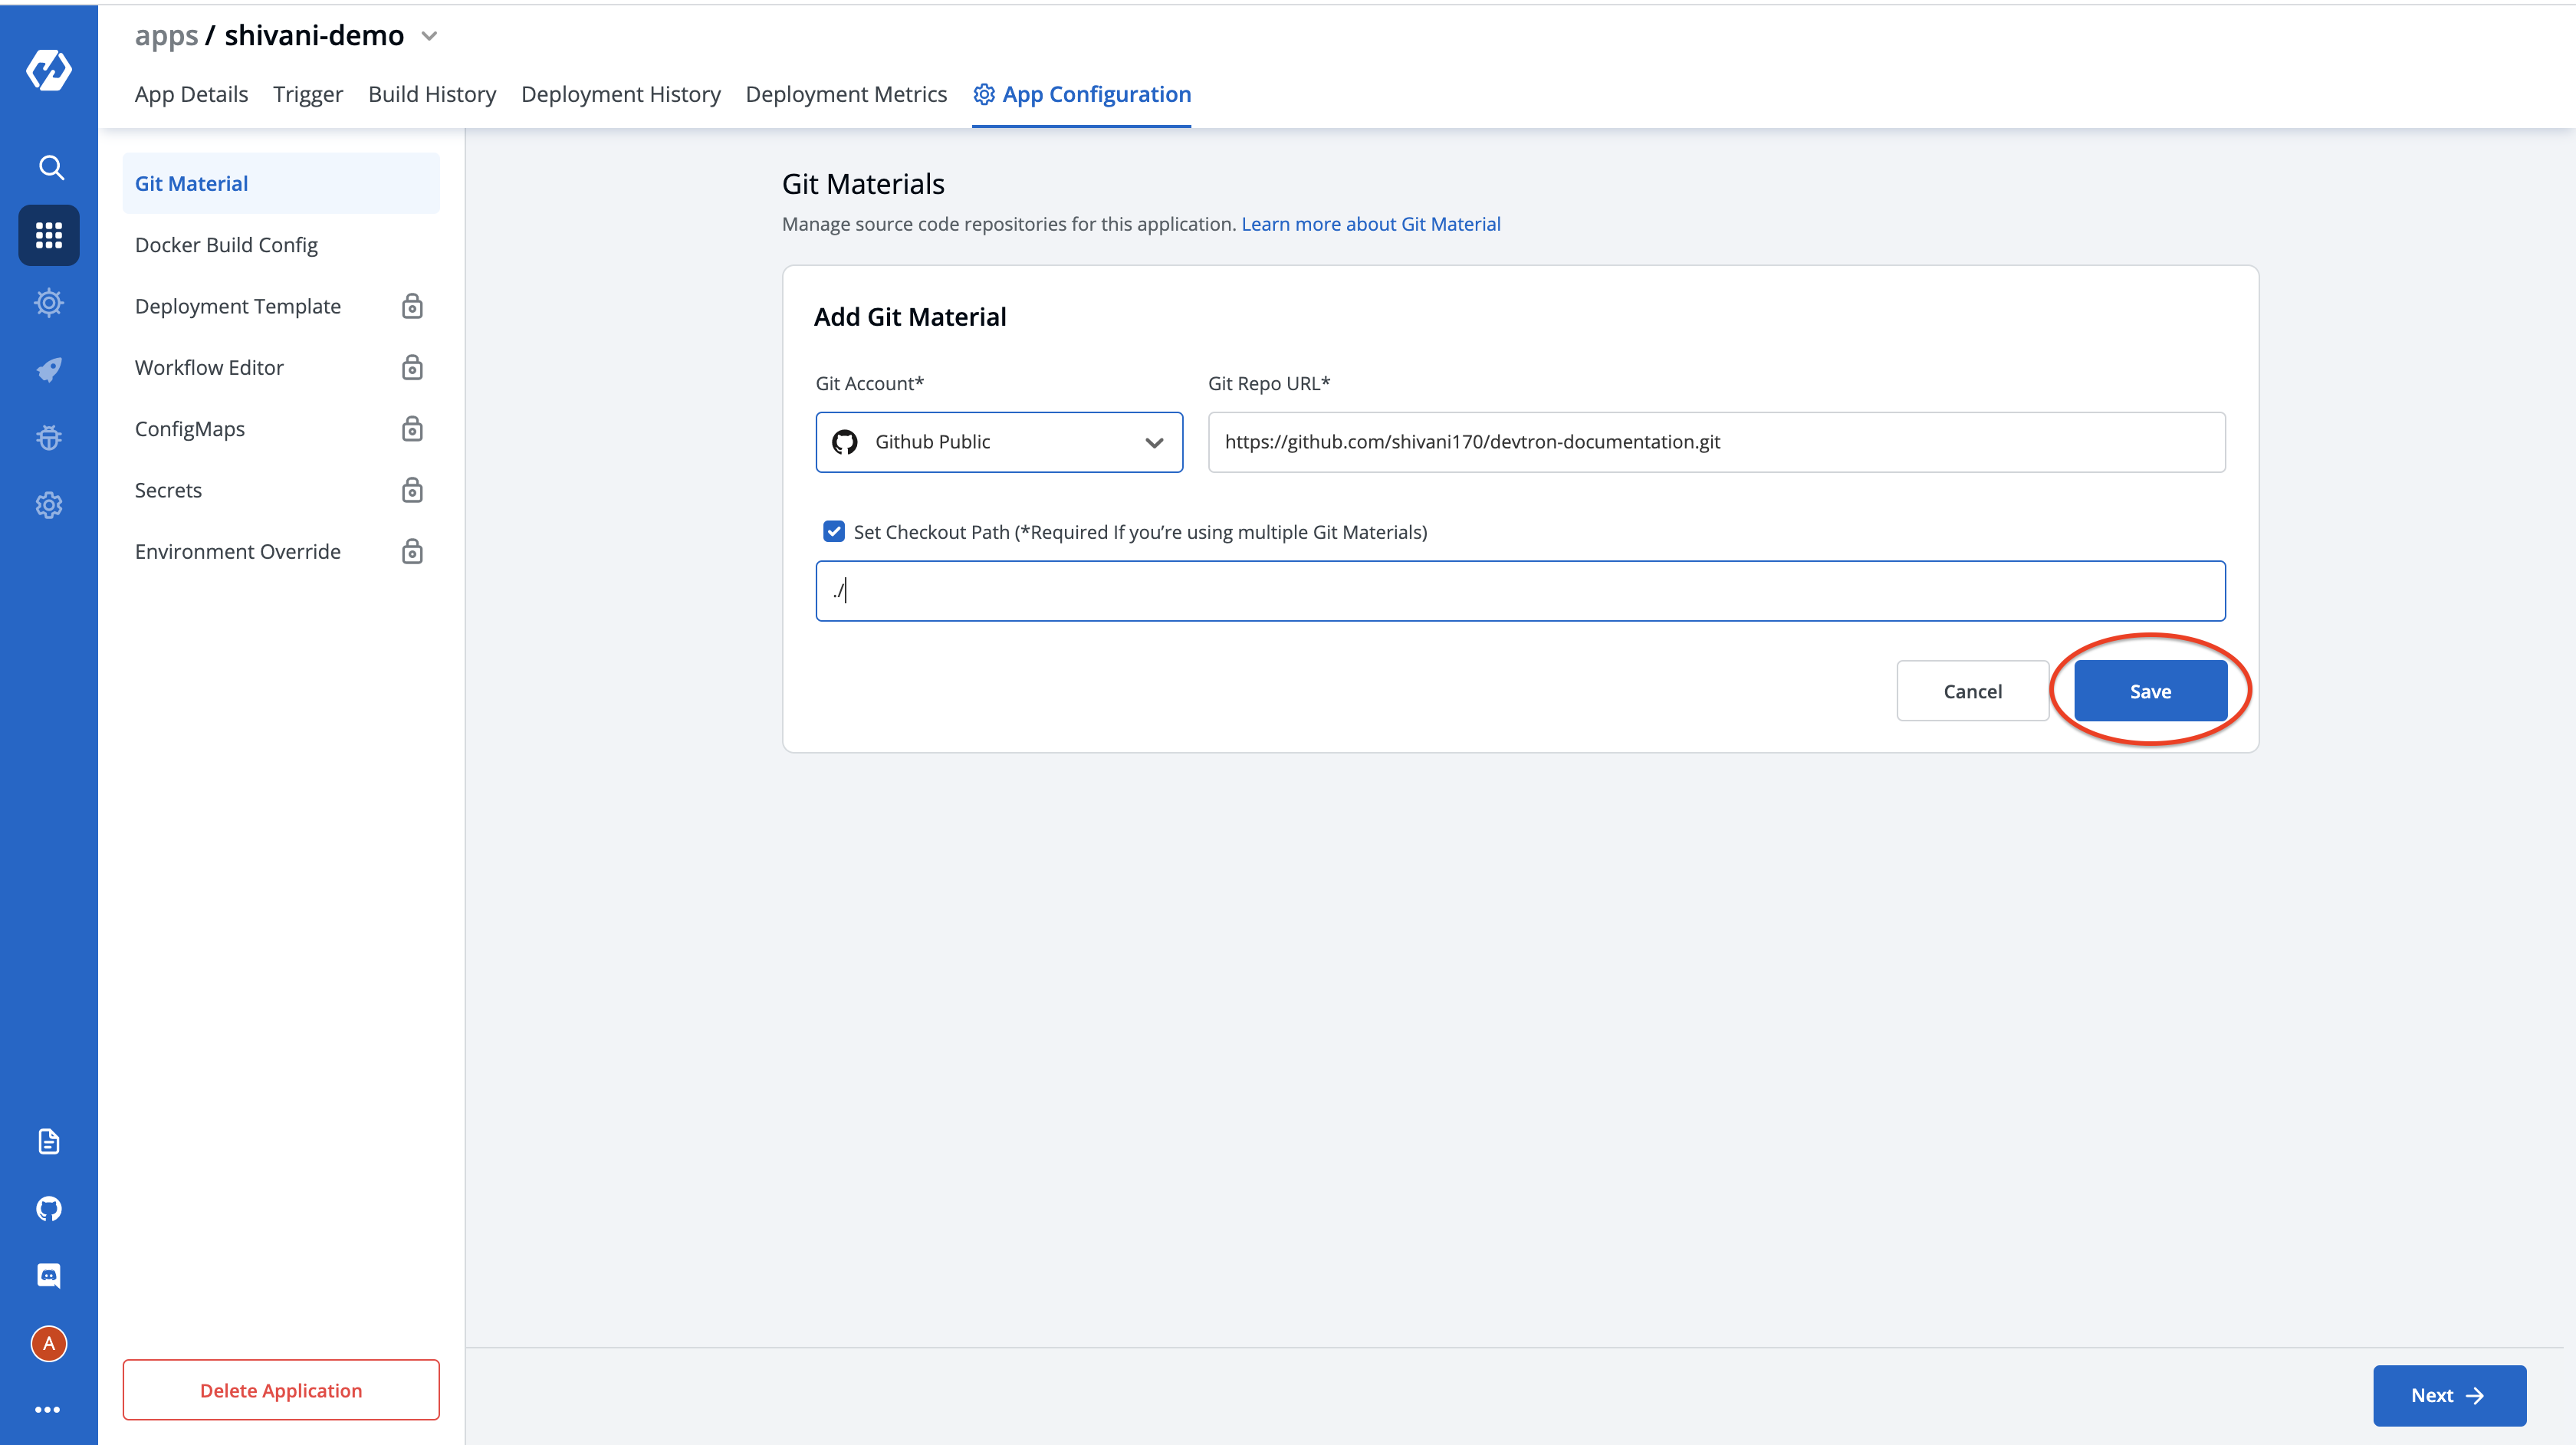 apps / shivani-demo
App Details Trigger Build History Deployment History Deployment Metrics App Configuration
Git Material
Docker Build Config
Deployment Template
Workflow Editor
ConfigMaps
Secrets
Environment Override
Git Materials
Manage source code repositories for this application. Learn more about Git Material
Add Git Material
Git Account* Git Repo URL*
Github Public https://github.com/shivani170/devtron-documentation.git
Set Checkout Path (*Required If you’re using multiple Git Materials)
./
Cancel Save
A
Delete Application
Next